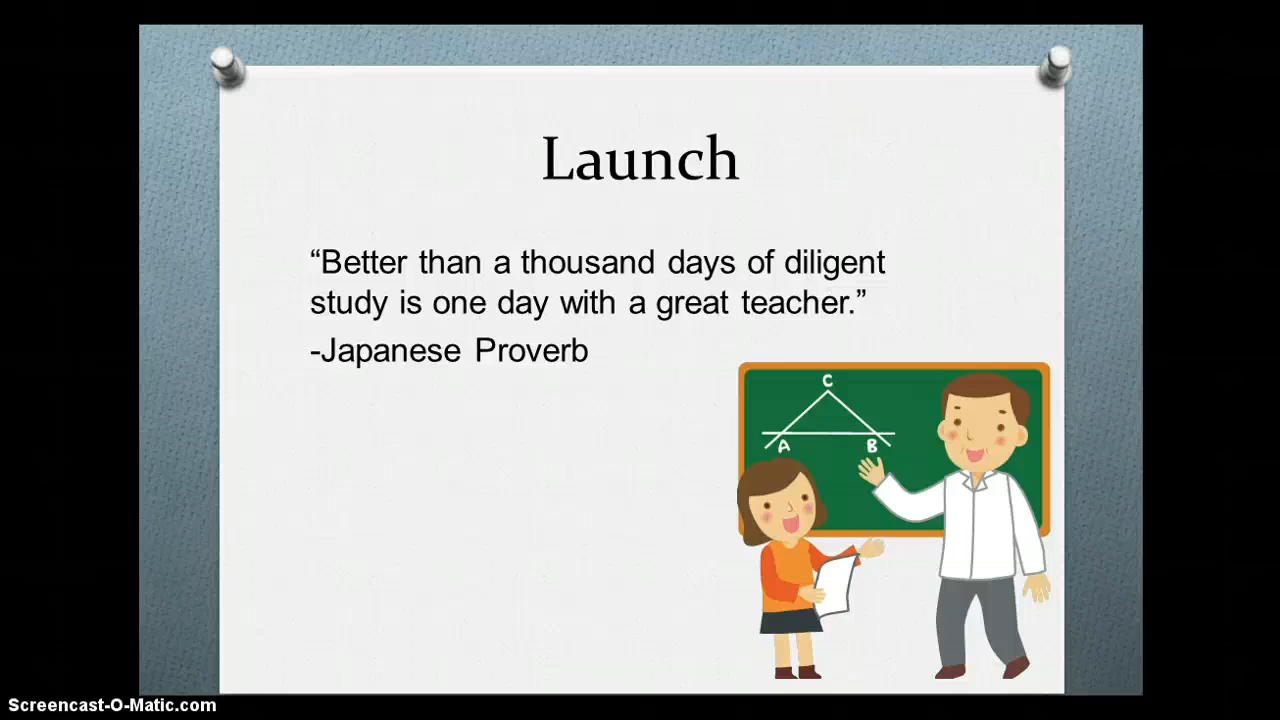 Launch
“Better than a thousand days of diligent
study is one day with a great teacher.”
-Japanese Proverb
C
A B
Screencast-O-Matic.com